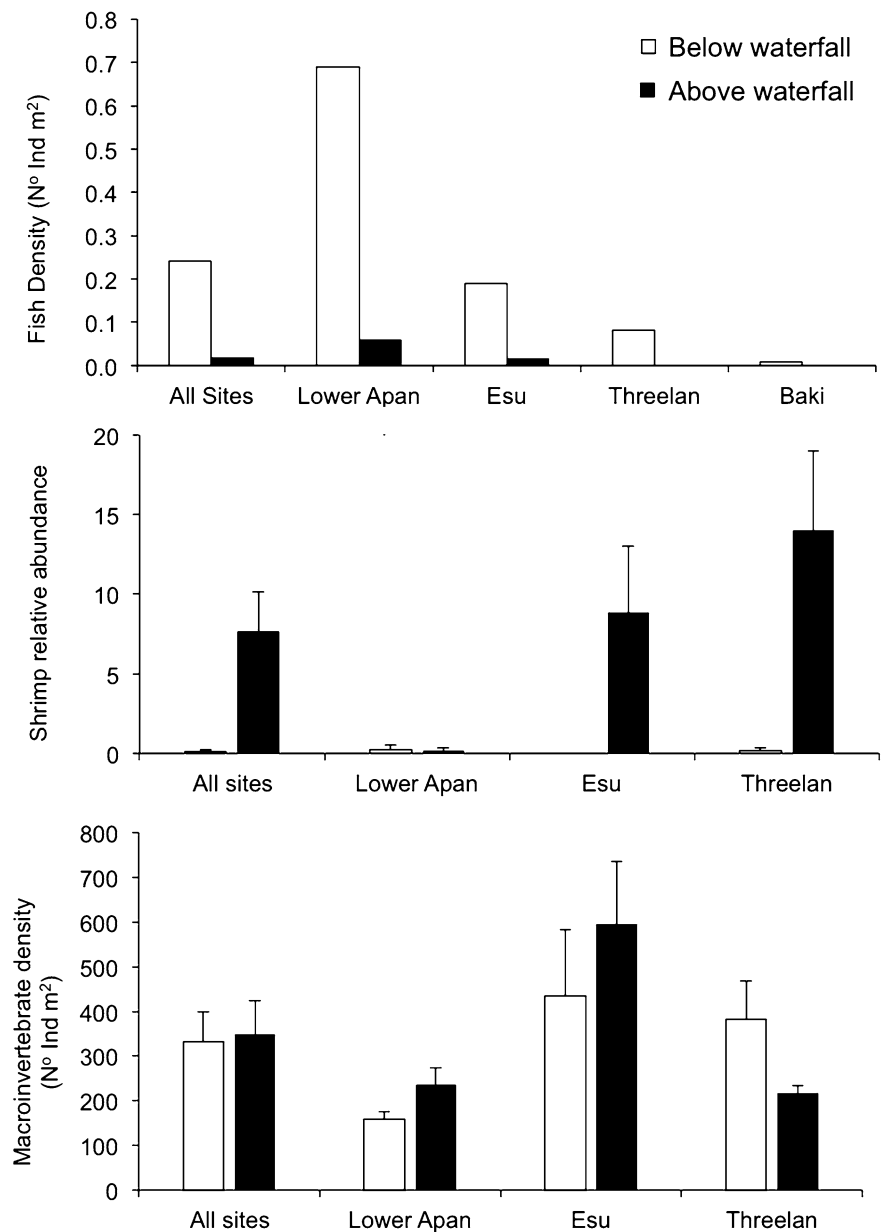 Below waterfall
Above waterfall
Fish Density (Nº Ind m²)
0.8
0.7
0.6
0.5
0.4
0.3
0.2
0.1
0.0
All Sites Lower Apan Esu Threelan Baki
Shrimp relative abundance
20
15
10
5
0
All sites Lower Apan Esu Threelan
Macroinvertebrate density
(Nº Ind m²)
800
700
600
500
400
300
200
100
0
All sites Lower Apan Esu Threelan